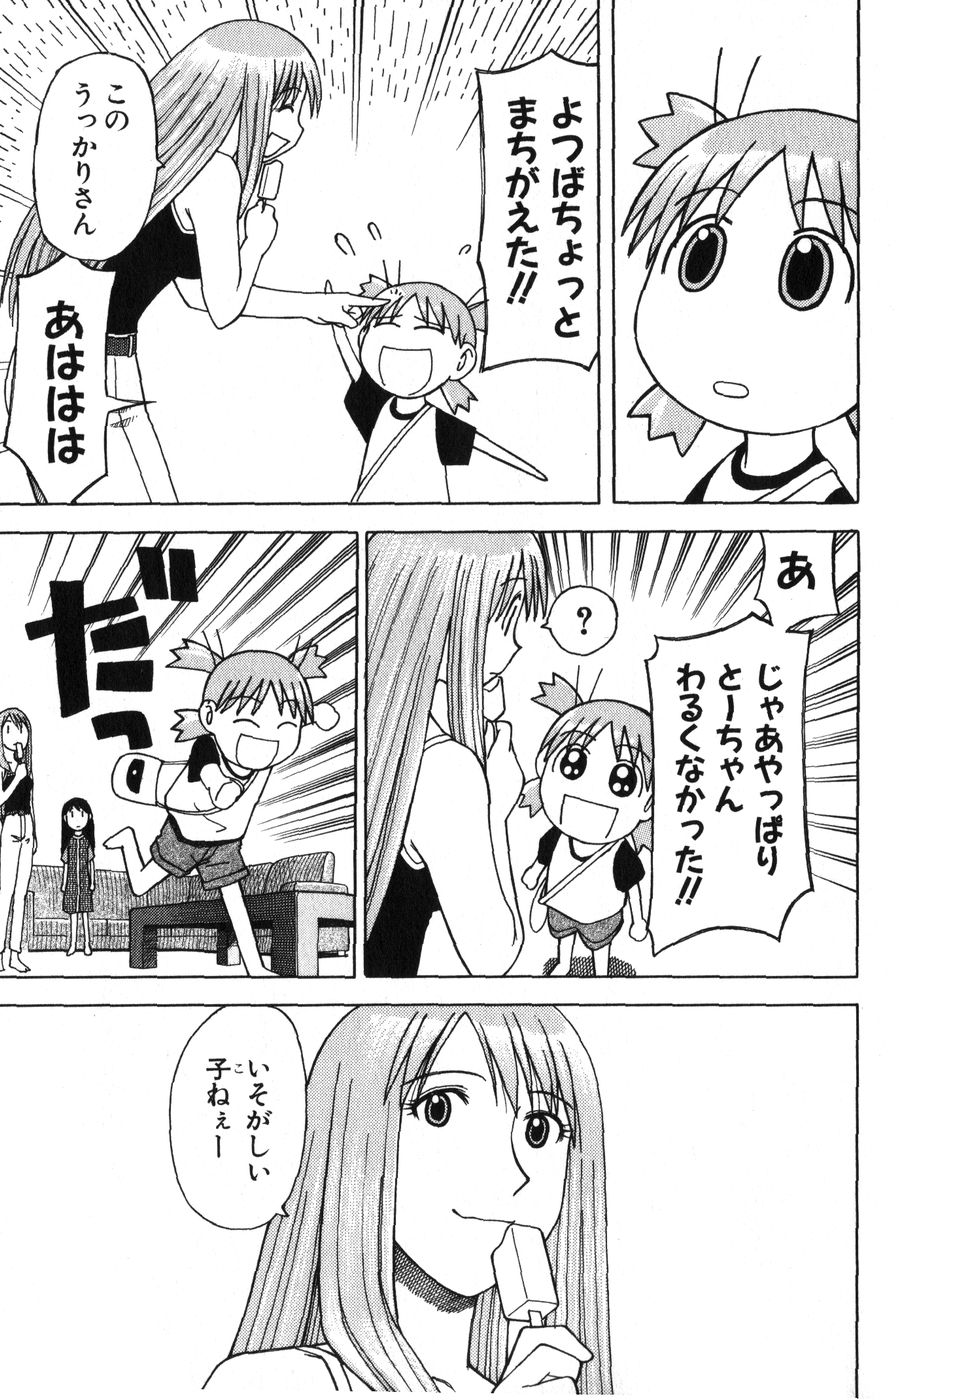 よつばちょっと
まちがえた!!
この
うっかりさん
あははは
あ
じゃあやっぱり
とーちゃん
わるくなかった!!
?
だっ
いそがしい
子ねぇー
こ